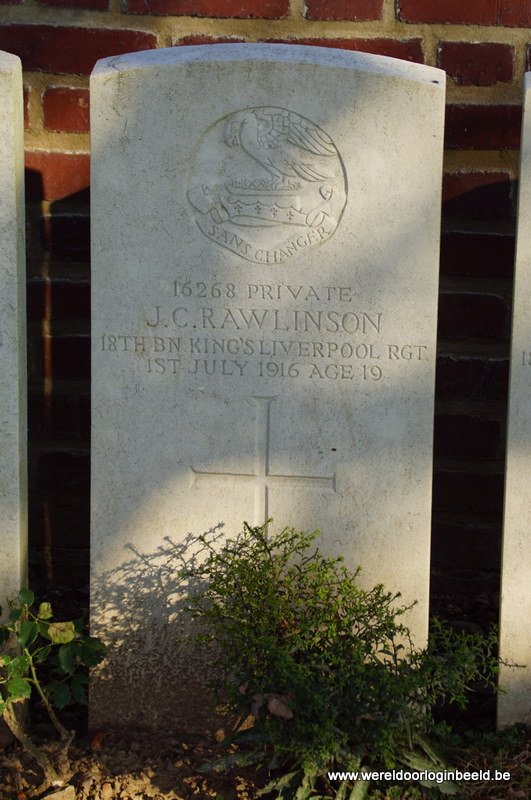 SANS CHANGER
16268 PRIVATE
J.C.RAWLINSON
18TH BN KING'S LIVERPOOL RGT
1ST JULY 1916 AGE 19
www.wereldoorloginbeeld.be